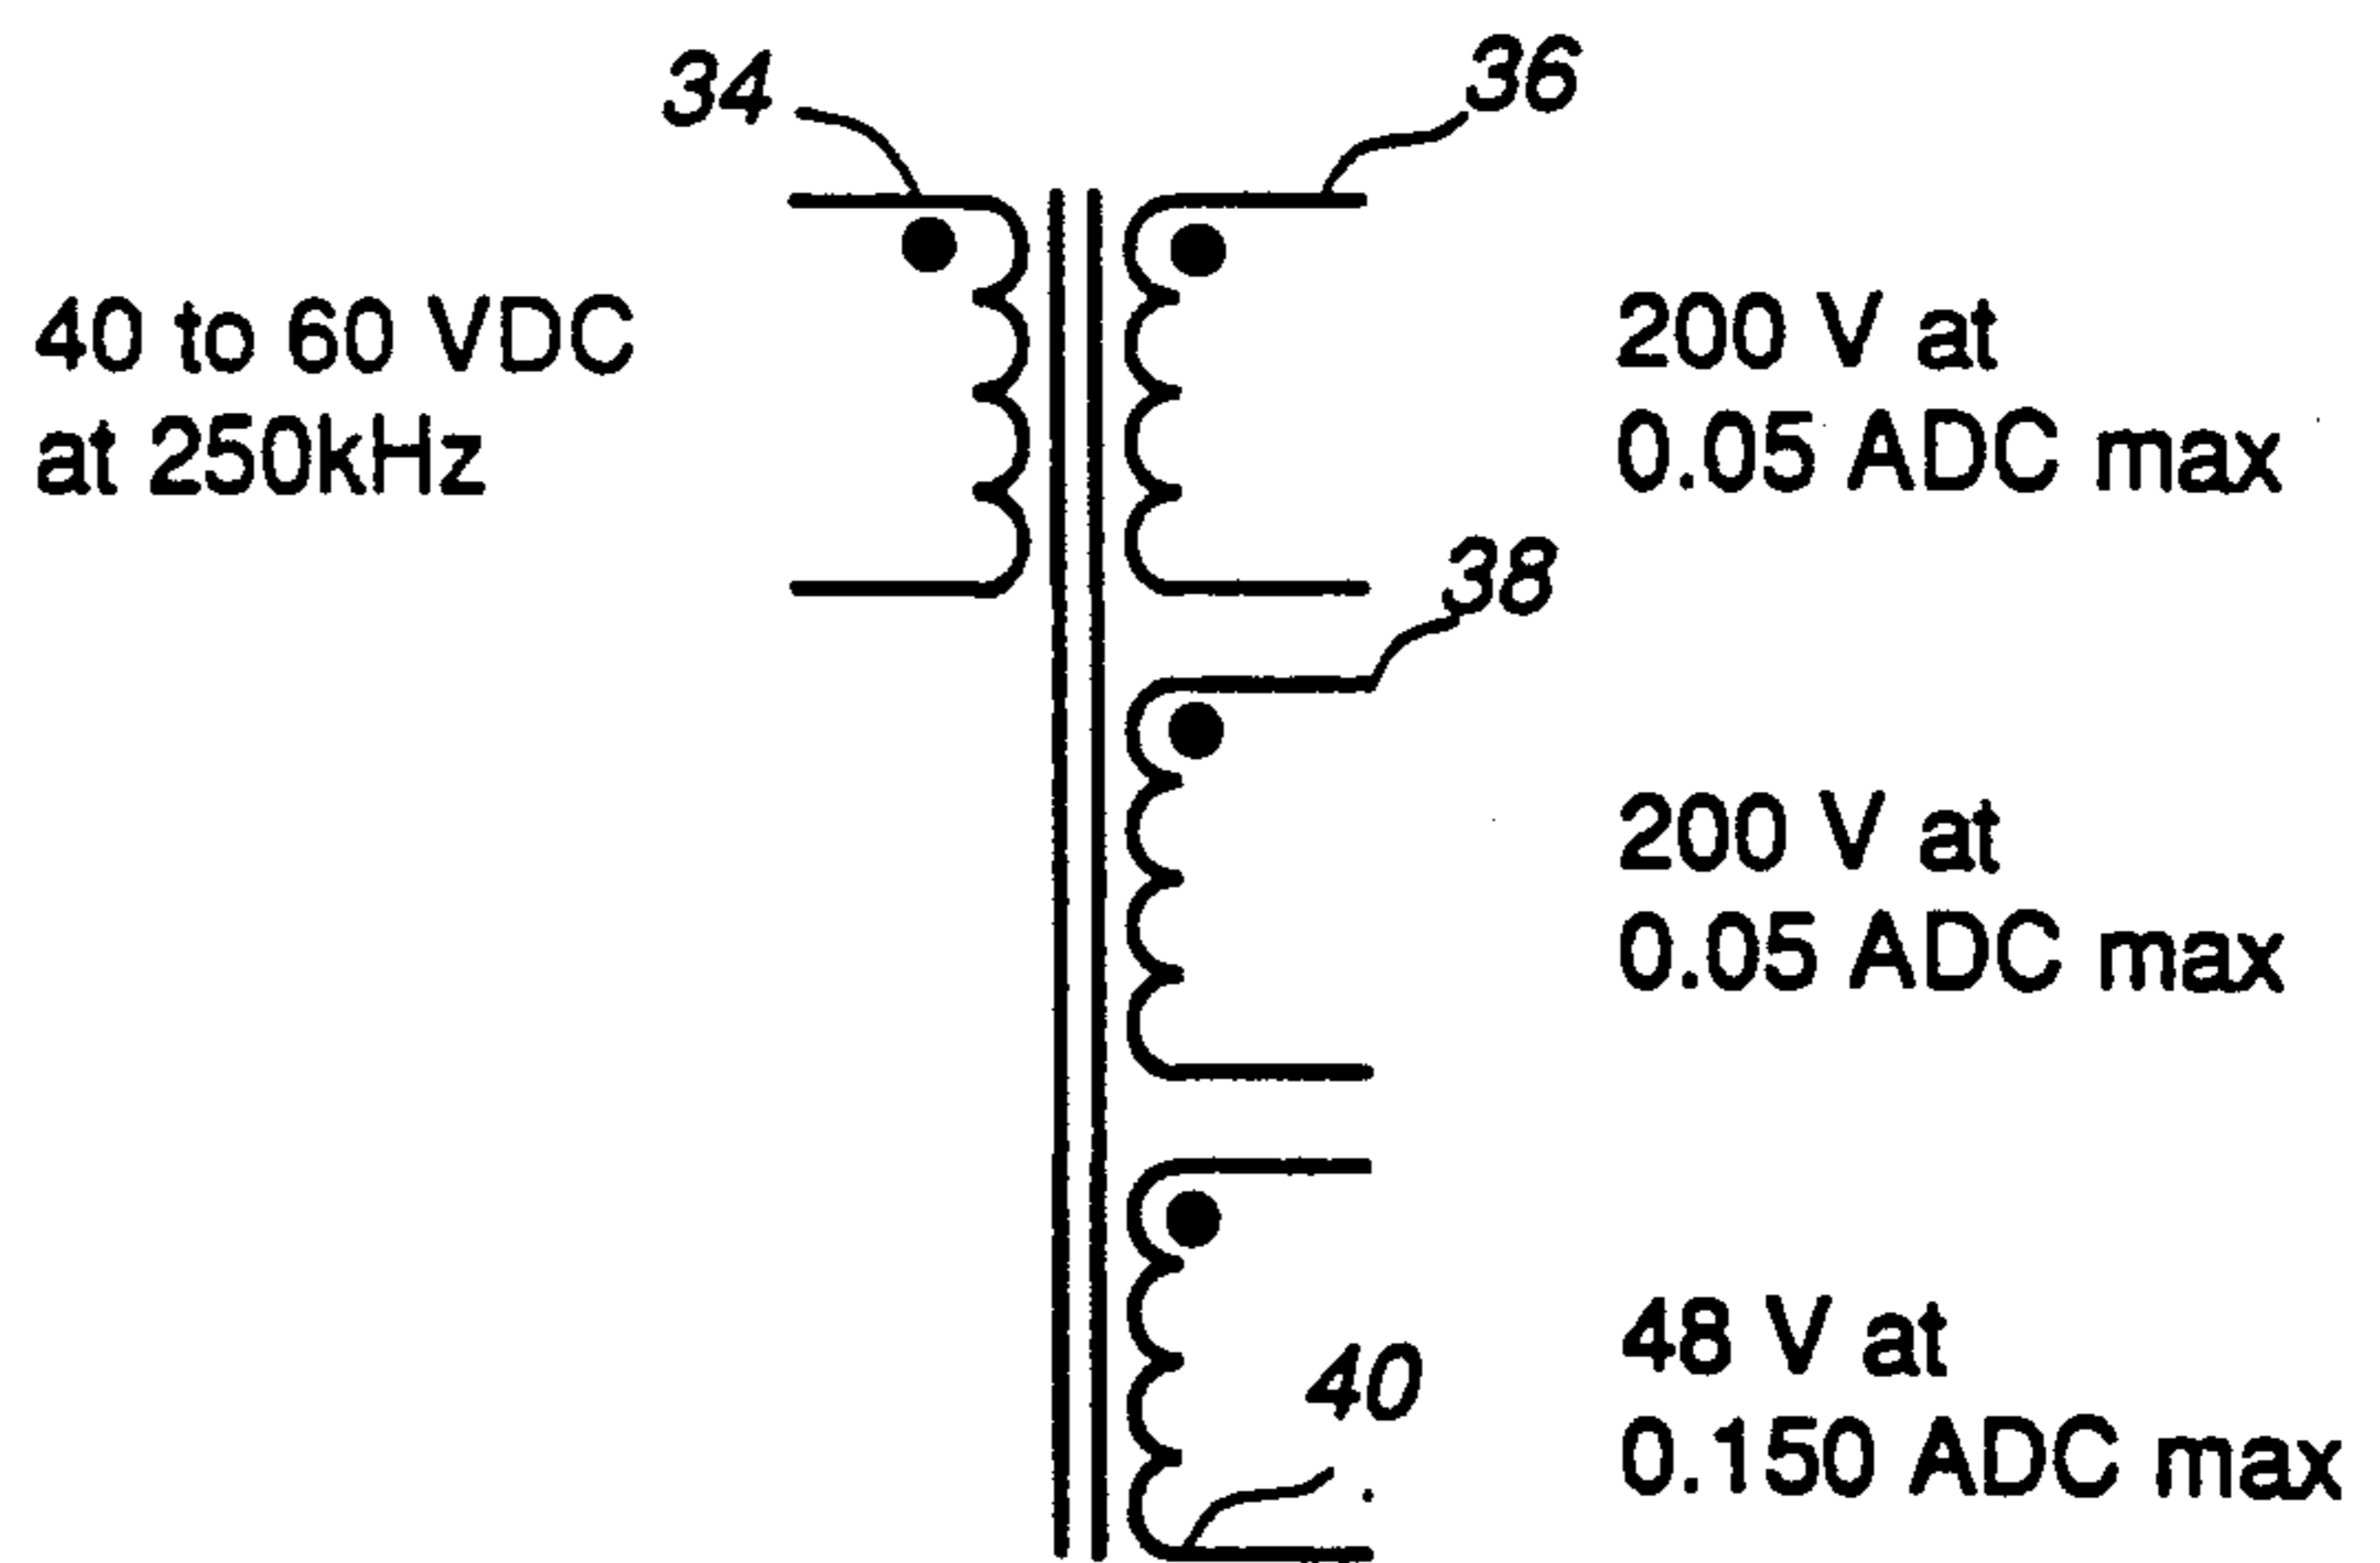 34
36
40 to 60 VDC
at 250kHz
200 V at
0.05 ADC max
38
200 V at
0.05 ADC max
48 V at
0.150 ADC max
40